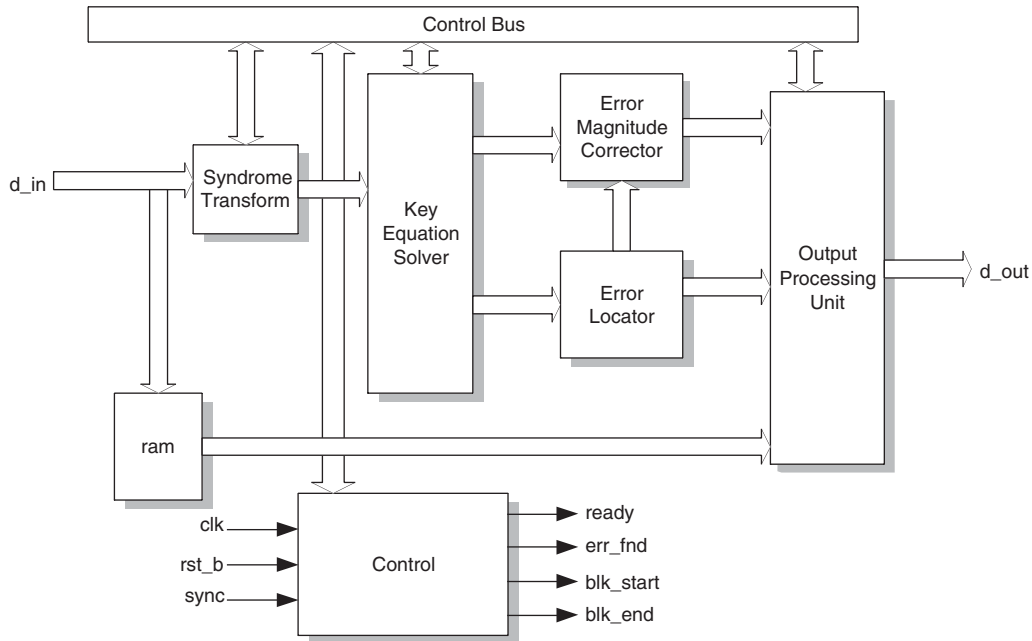 Control Bus
d_in
Syndrome
Transform
Key
Equation
Solver
Error
Magnitude
Corrector
Error
Locator
Output
Processing
Unit
d_out
ram
clk
rst_b
sync
Control
ready
err_fnd
blk_start
blk_end